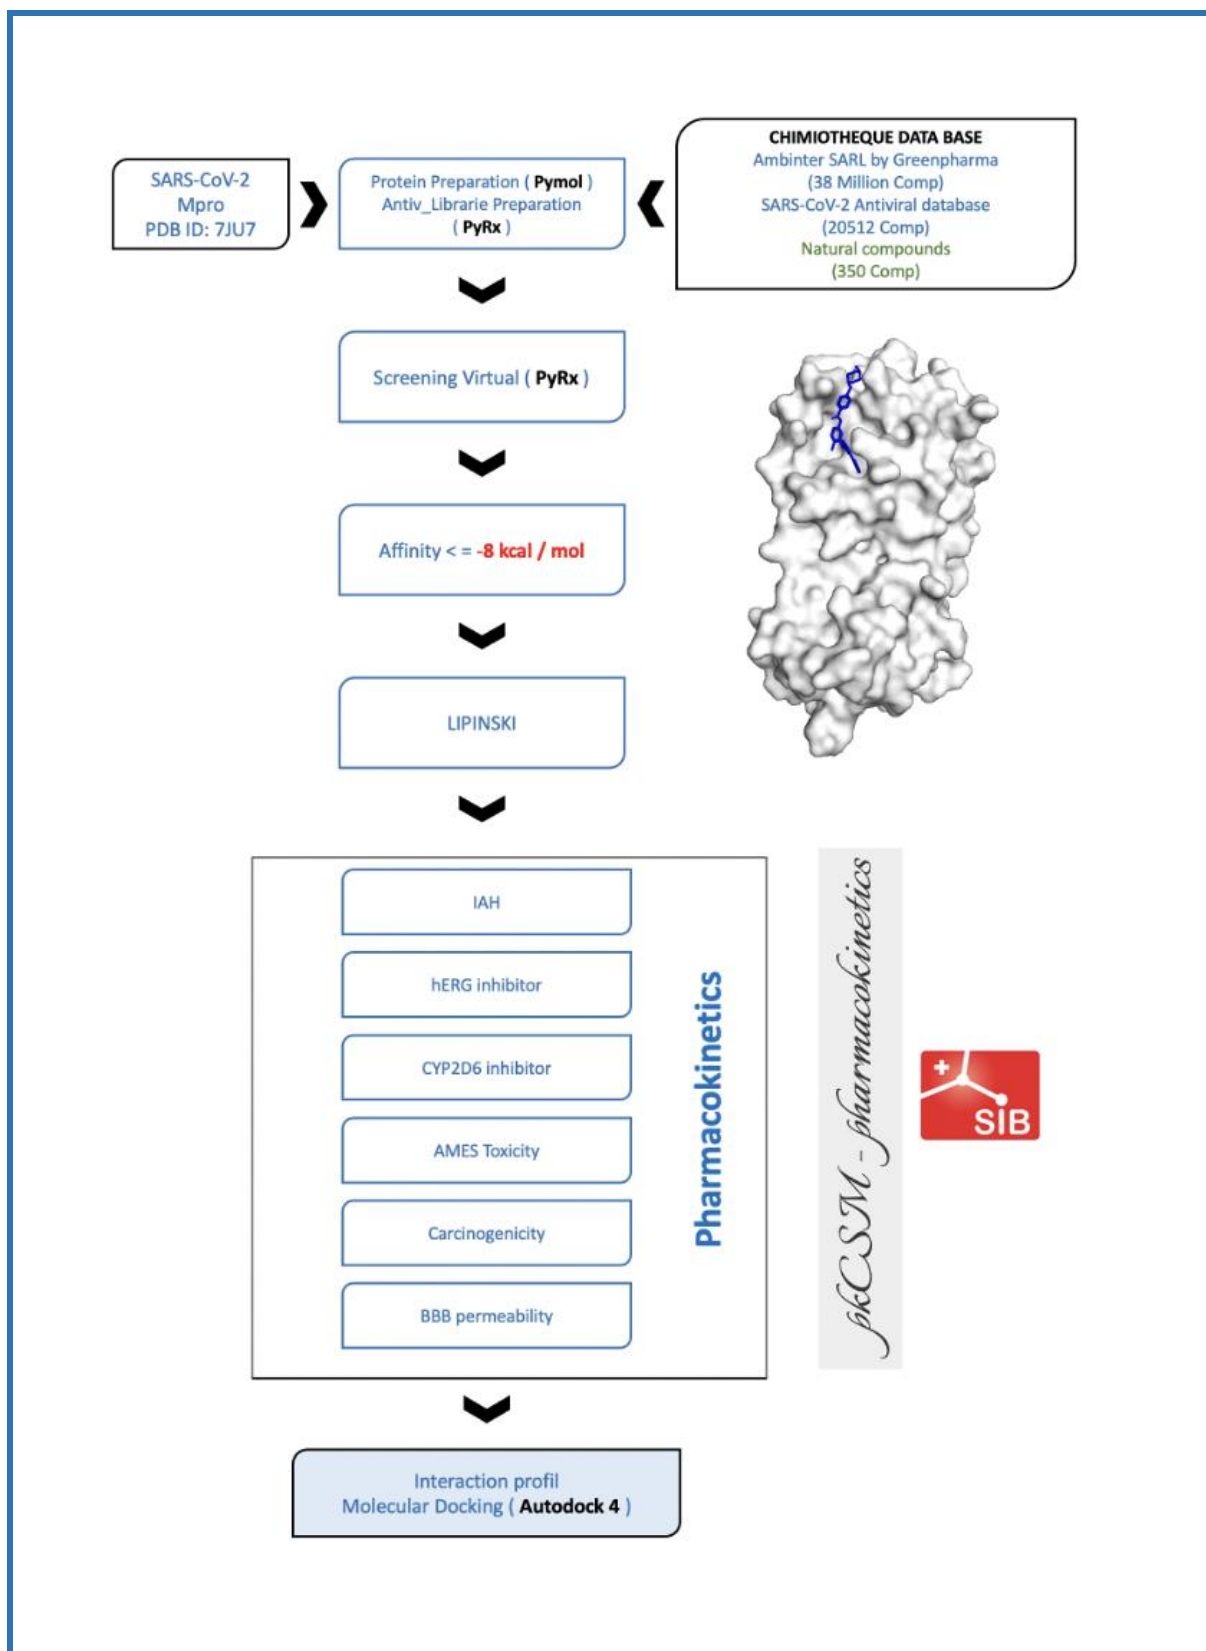 SARS-CoV-2
Mpro
PDB ID: 7JU7
Protein Preparation ( Pymol )
Antiv_Librarie Preparation
( PyRx )
CHIMIOTHEQUE DATA BASE
Ambinter SARL by Greenpharma
(38 Million Comp)
SARS-CoV-2 Antiviral database
(20512 Comp)
Natural compounds
(350 Comp)
Screening Virtual ( PyRx )
Affinity < = -8 kcal / mol
LIPINSKI
IAH
hERG inhibitor
CYP2D6 inhibitor
AMES Toxicity
Carcinogenicity
BBB permeability
Pharmacokinetics
pkCSM - pharmacokinetics
SIB
Interaction profil
Molecular Docking ( Autodock 4 )